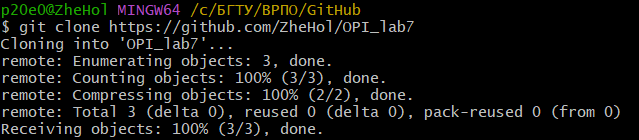 p20e0@ZheHol MINGW64 /c/БГТУ/ВРПО/GitHub
$ git clone https://github.com/ZheHol/OPI_lab7
Cloning into 'OPI_lab7'...
remote: Enumerating objects: 3, done.
remote: Counting objects: 100% (3/3), done.
remote: Compressing objects: 100% (2/2), done.
remote: Total 3 (delta 0), reused 0 (delta 0), pack-reused 0 (from 0)
Receiving objects: 100% (3/3), done.